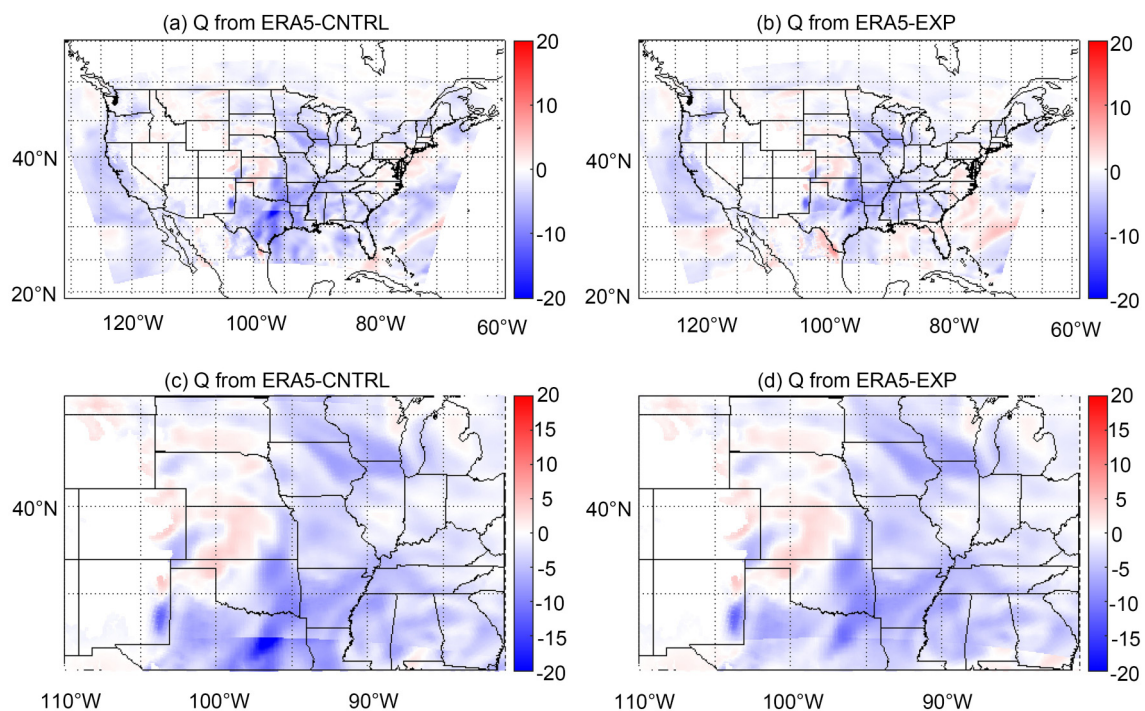 (a) Q from ERA5-CNTRL
(b) Q from ERA5-EXP
20
10
0
-10
-20
40°N
20°N
120°W 100°W 80°W 60°W
20
10
0
-10
-20
40°N
20°N
120°W 100°W 80°W 60°W
(c) Q from ERA5-CNTRL
(d) Q from ERA5-EXP
20
15
10
5
0
-5
-10
-15
20
40°N
110°W 100°W 90°W
20
15
10
5
0
-5
-10
-15
-20
40°N
110°W 100°W 90°W